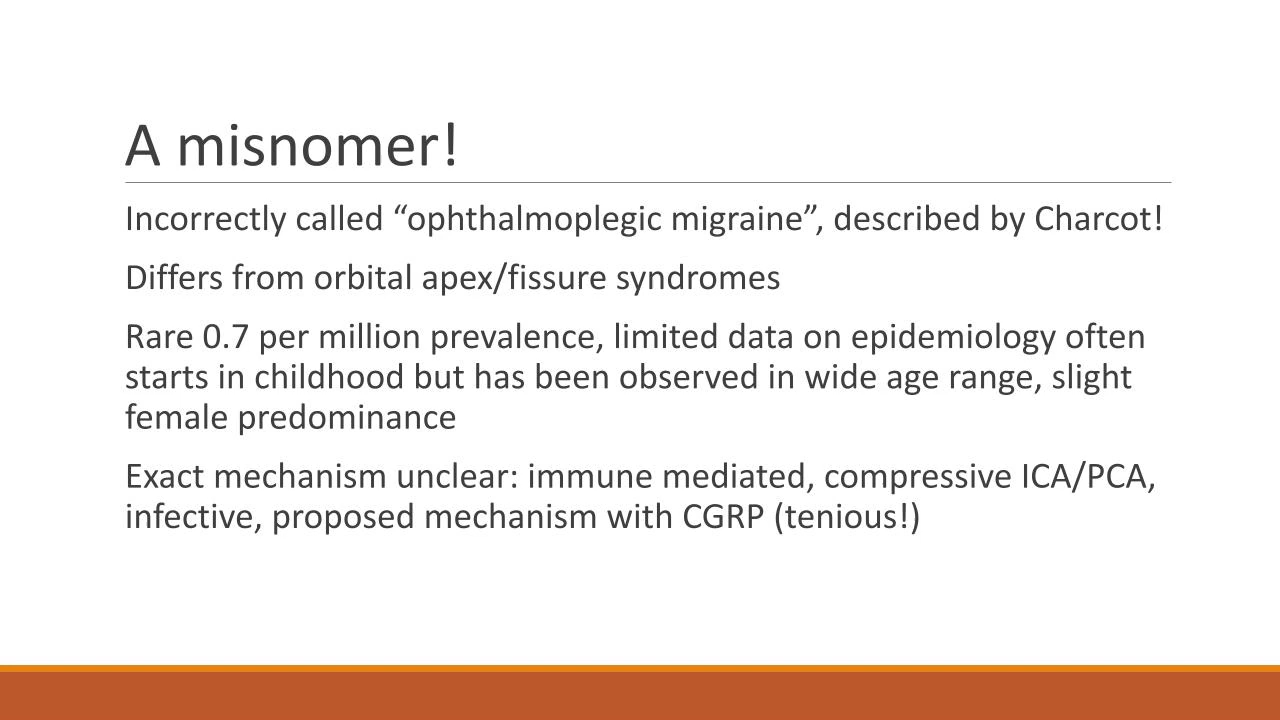 A misnomer!
Incorrectly called “ophthalmoplegic migraine”, described by Charcot!
Differs from orbital apex/fissure syndromes
Rare 0.7 per million prevalence, limited data on epidemiology often
starts in childhood but has been observed in wide age range, slight
female predominance
Exact mechanism unclear: immune mediated, compressive ICA/PCA,
infective, proposed mechanism with CGRP (tenious!)